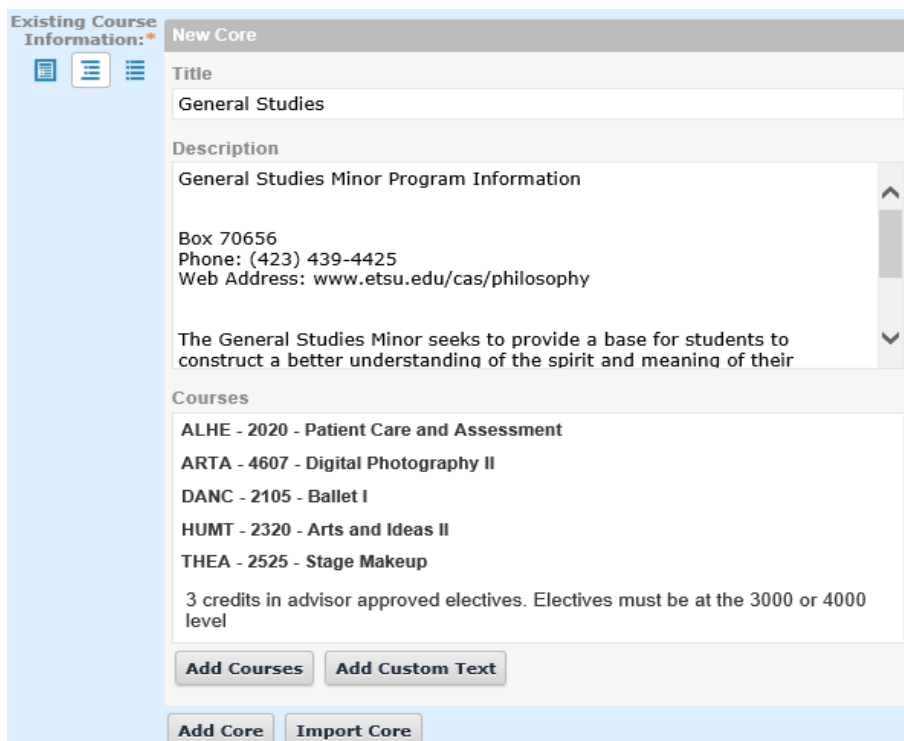 Existing Course
Information:*
New Core
Title
General Studies
Description
General Studies Minor Program Information
Box 70656
Phone: (423) 439-4425
Web Address: www.etsu.edu/cas/philosophy
The General Studies Minor seeks to provide a base for students to
construct a better understanding of the spirit and meaning of their
Courses
ALHE - 2020 - Patient Care and Assessment
ARTA - 4607 - Digital Photography II
DANC - 2105 - Ballet I
HUMT - 2320 - Arts and Ideas II
THEA - 2525 - Stage Makeup
3 credits in advisor approved electives. Electives must be at the 3000 or 4000
level
Add Courses Add Custom Text
Add Core Import Core